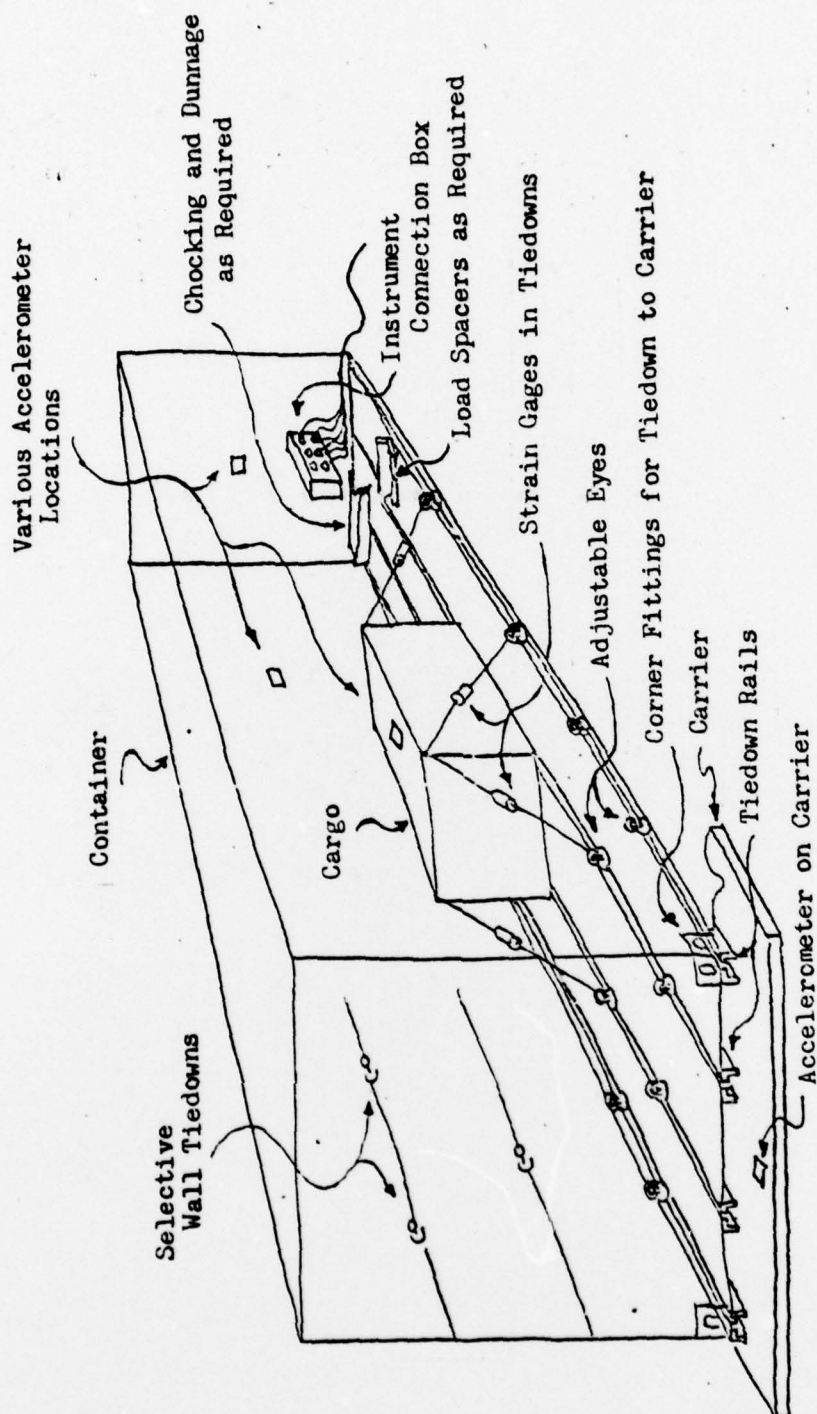 Various Accelerometer
Locations
Chocking and Dunnage
as Required
Container
Instrument
Connection Box
Load Spacers as Required
Cargo
Strain Gages in Tiedowns
Selective
Wall Tiedowns
Adjustable Eyes
Corner Fittings for Tiedown to Carrier
Carrier
Tiedown Rails
Accelerometer on Carrier